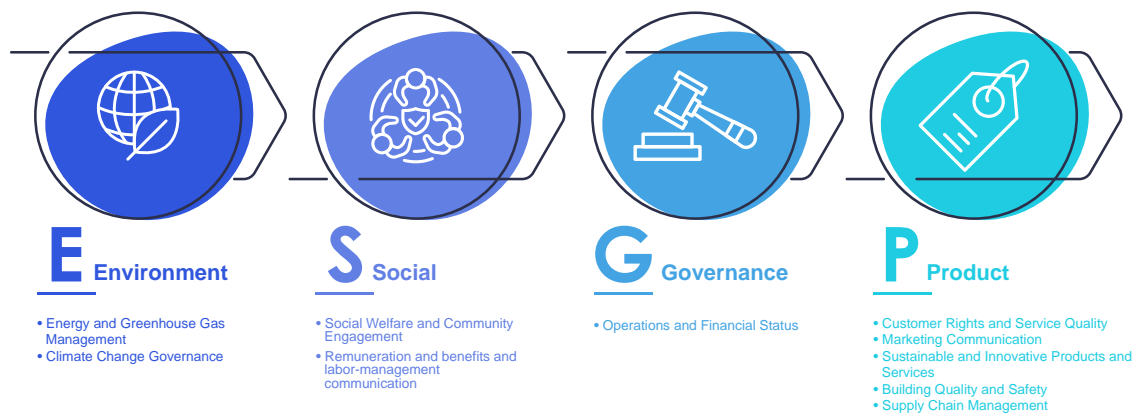 E Environment
• Energy and Greenhouse Gas
Management
• Climate Change Governance
S Social
• Social Welfare and Community
Engagement
• Remuneration and benefits and
labor-management
communication
G Governance
• Operations and Financial Status
P Product
• Customer Rights and Service Quality
• Marketing Communication
• Sustainable and Innovative Products and
Services
• Building Quality and Safety
• Supply Chain Management